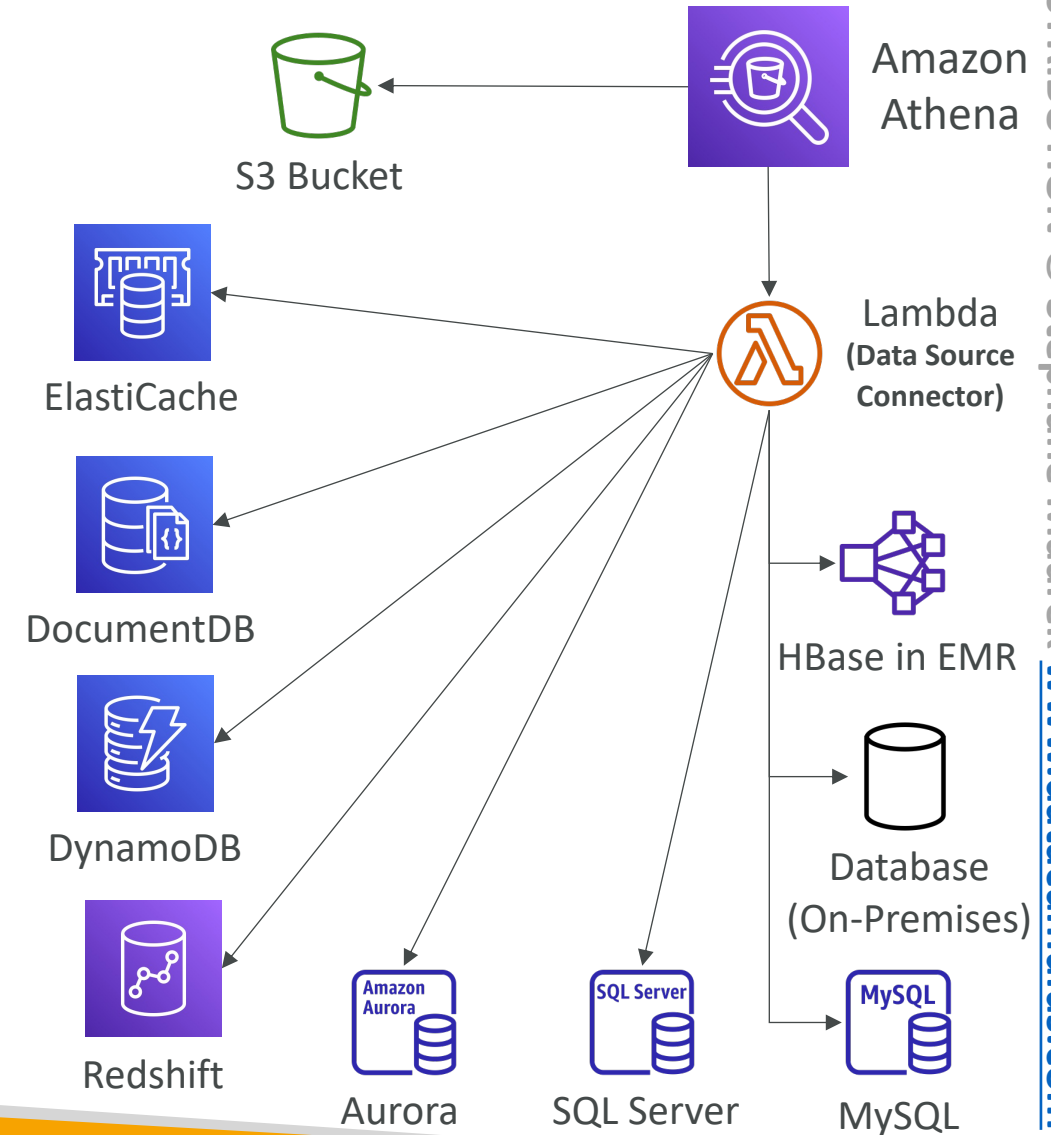 Amazon
Athena
S3 Bucket
Lambda
(Data Source
Connector)
ElastiCache
DocumentDB
HBase in EMR
DynamoDB
Database
(On-Premises)
Redshift
Amazon
Aurora
Aurora
SQL Server
SQL Server
MySQL
MySQL
{}